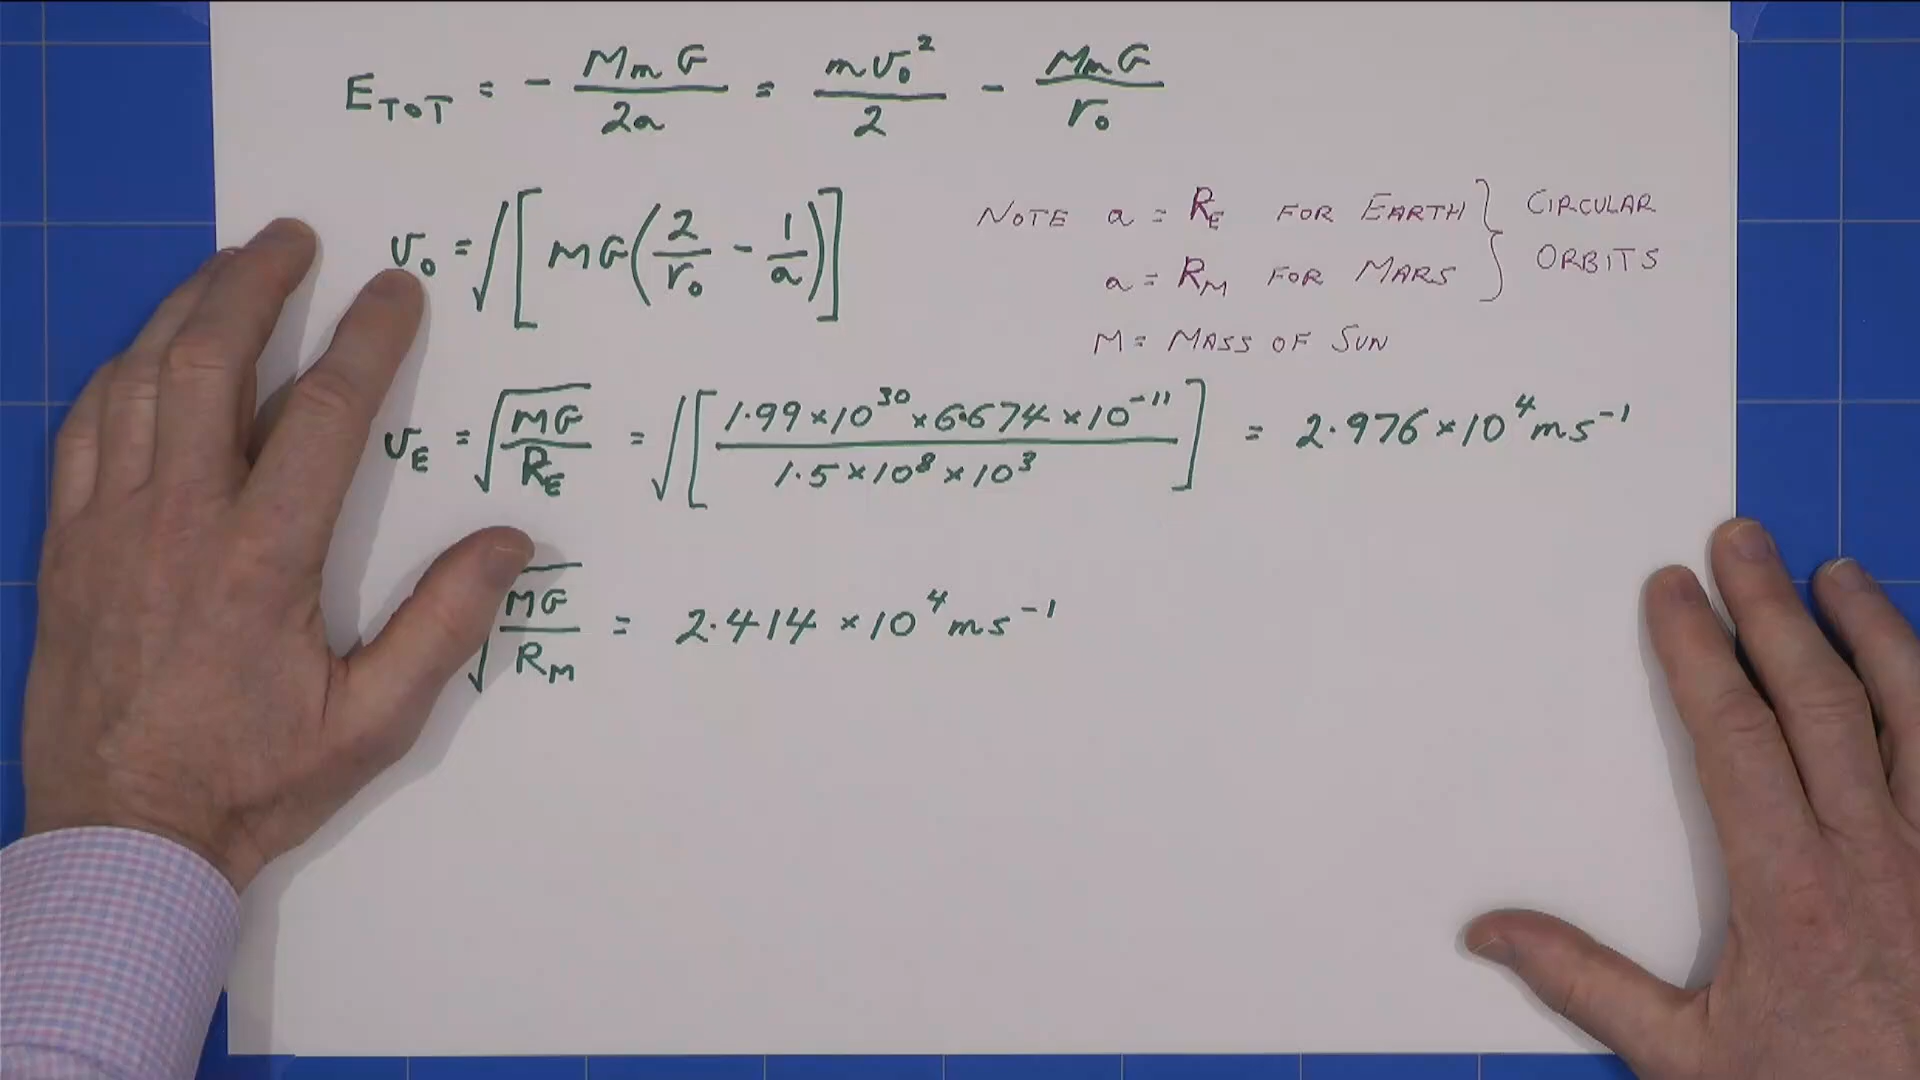 E_TOT = - MmG/2a = mv₀²/2 - MmG/r₀
v₀ = √[MG(2/r₀ - 1/a)]
NOTE a = R_E FOR EARTH } CIRCULAR
a = R_M FOR MARS } ORBITS
M = MASS OF SUN
v_E = √(MG/R_E) = √[1.99 × 10³⁰ × 6.674 × 10⁻¹¹ / 1.5 × 10⁸ × 10³] = 2.976 × 10⁴ ms⁻¹
√(MG/R_M) = 2.414 × 10⁴ ms⁻¹